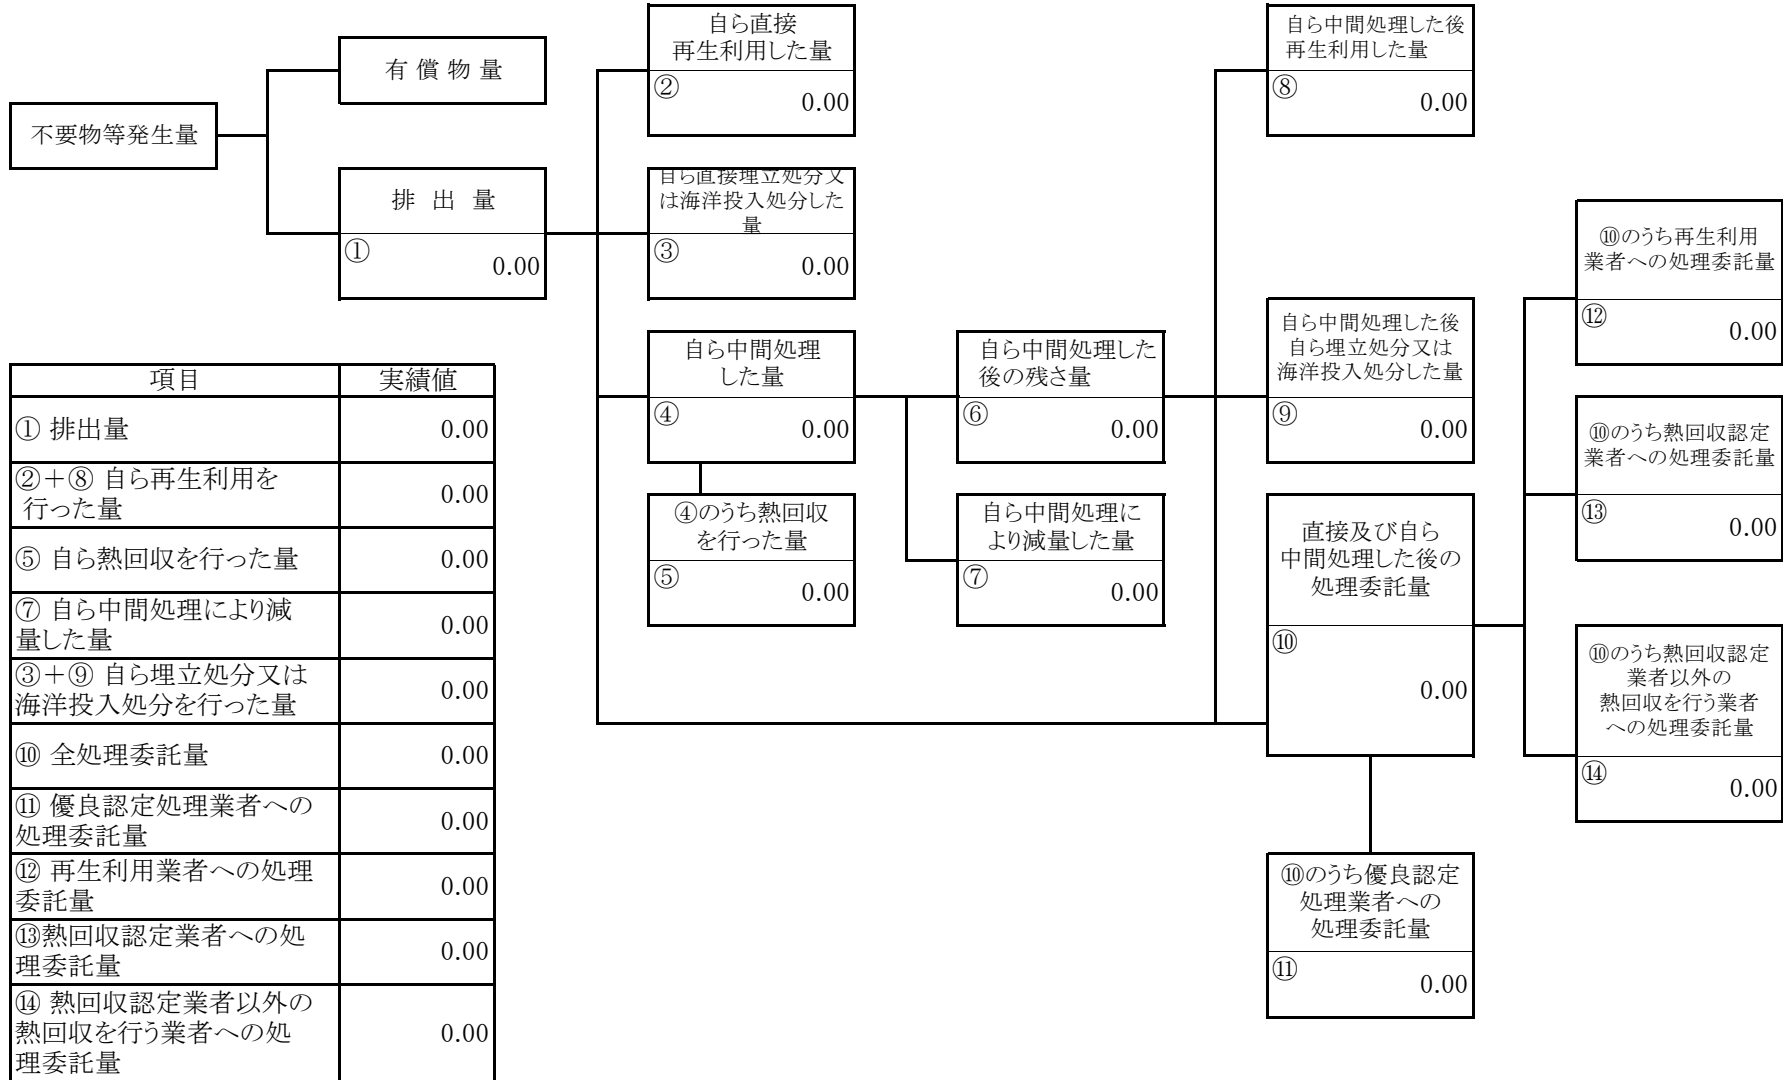 不要物等発生量
有 償 物 量
排 出 量
①
0.00
自ら直接
再生利用した量
②
0.00
自ら直接埋立処分又
は海洋投入処分した
量
③
0.00
自ら中間処理
した量
④
0.00
④のうち熱回収
を行った量
⑤
0.00
自ら中間処理した
後の残さ量
⑥
0.00
自ら中間処理に
より減量した量
⑦
0.00
自ら中間処理した後
再生利用した量
⑧
0.00
自ら中間処理した後
自ら埋立処分又は
海洋投入処分した量
⑨
0.00
直接及び自ら
中間処理した後の
処理委託量
⑩
0.00
⑩のうち優良認定
処理業者への
処理委託量
⑪
0.00
⑩のうち再生利用
業者への処理委託量
⑫
0.00
⑩のうち熱回収認定
業者への処理委託量
⑬
0.00
⑩のうち熱回収認定
業者以外の
熱回収を行う業者
への処理委託量
⑭
0.00
項目 実績値
① 排出量 0.00
②＋⑧ 自ら再生利用を
行った量 0.00
⑤ 自ら熱回収を行った量 0.00
⑦ 自ら中間処理により減
量した量 0.00
③＋⑨ 自ら埋立処分又は
海洋投入処分を行った量 0.00
⑩ 全処理委託量 0.00
⑪ 優良認定処理業者への
処理委託量 0.00
⑫ 再生利用業者への処理
委託量 0.00
⑬熱回収認定業者への処
理委託量 0.00
⑭ 熱回収認定業者以外の
熱回収を行う業者への処
理委託量 0.00